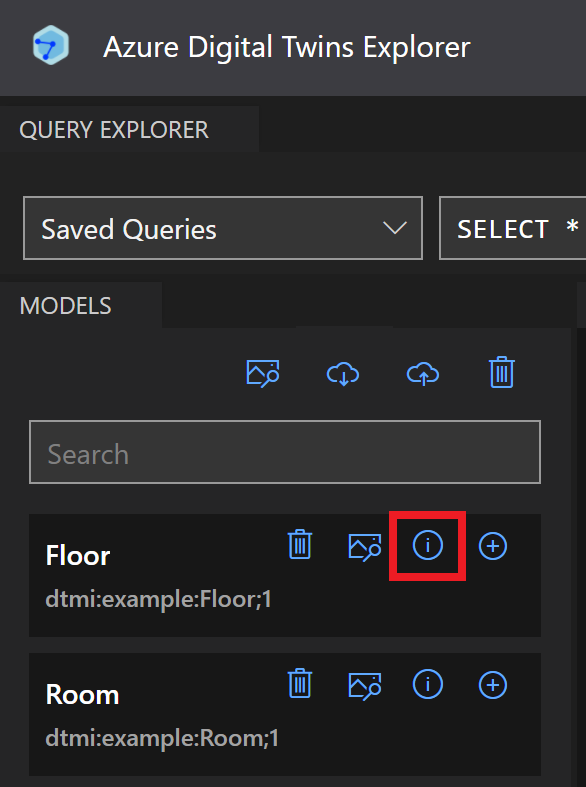 Azure Digital Twins Explorer
QUERY EXPLORER
Saved Queries
SELECT *
MODELS
Search
Floor
dtmi:example:Floor;1
Room
dtmi:example:Room;1